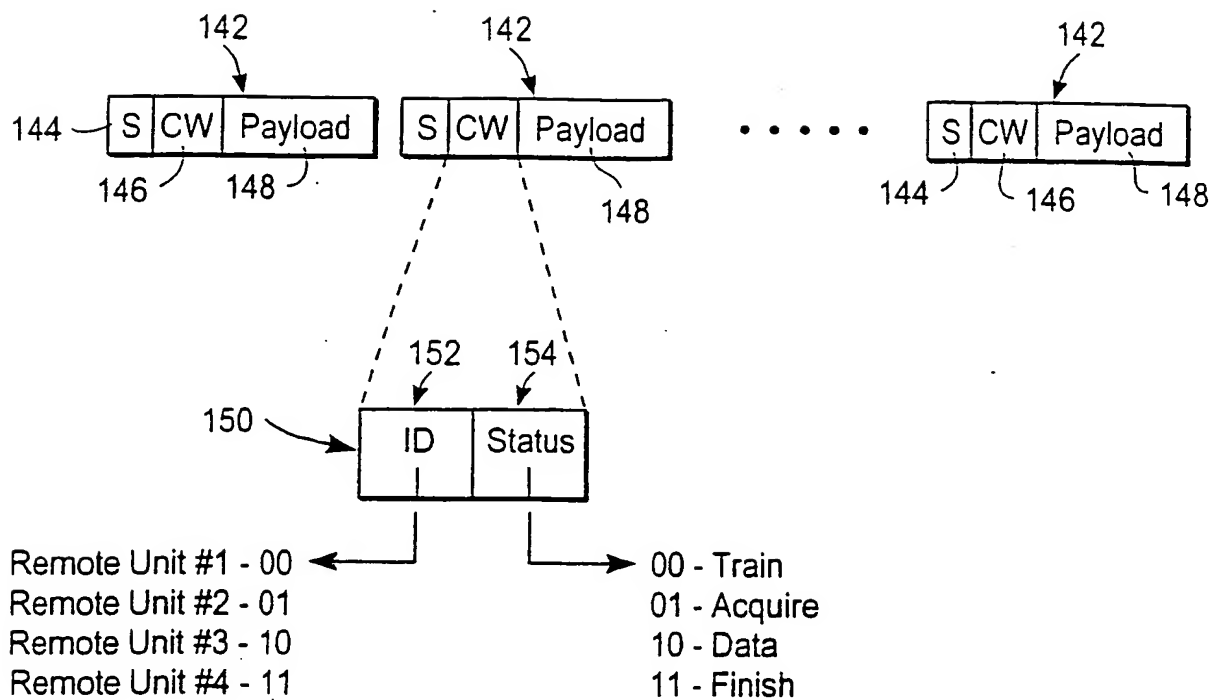 142 142 142
144 S CW Payload S CW Payload S CW Payload
146 148 148 144 146 148
152 154
150 ID Status
Remote Unit #1 - 00 00 - Train
Remote Unit #2 - 01 01 - Acquire
Remote Unit #3 - 10 10 - Data
Remote Unit #4 - 11 11 - Finish